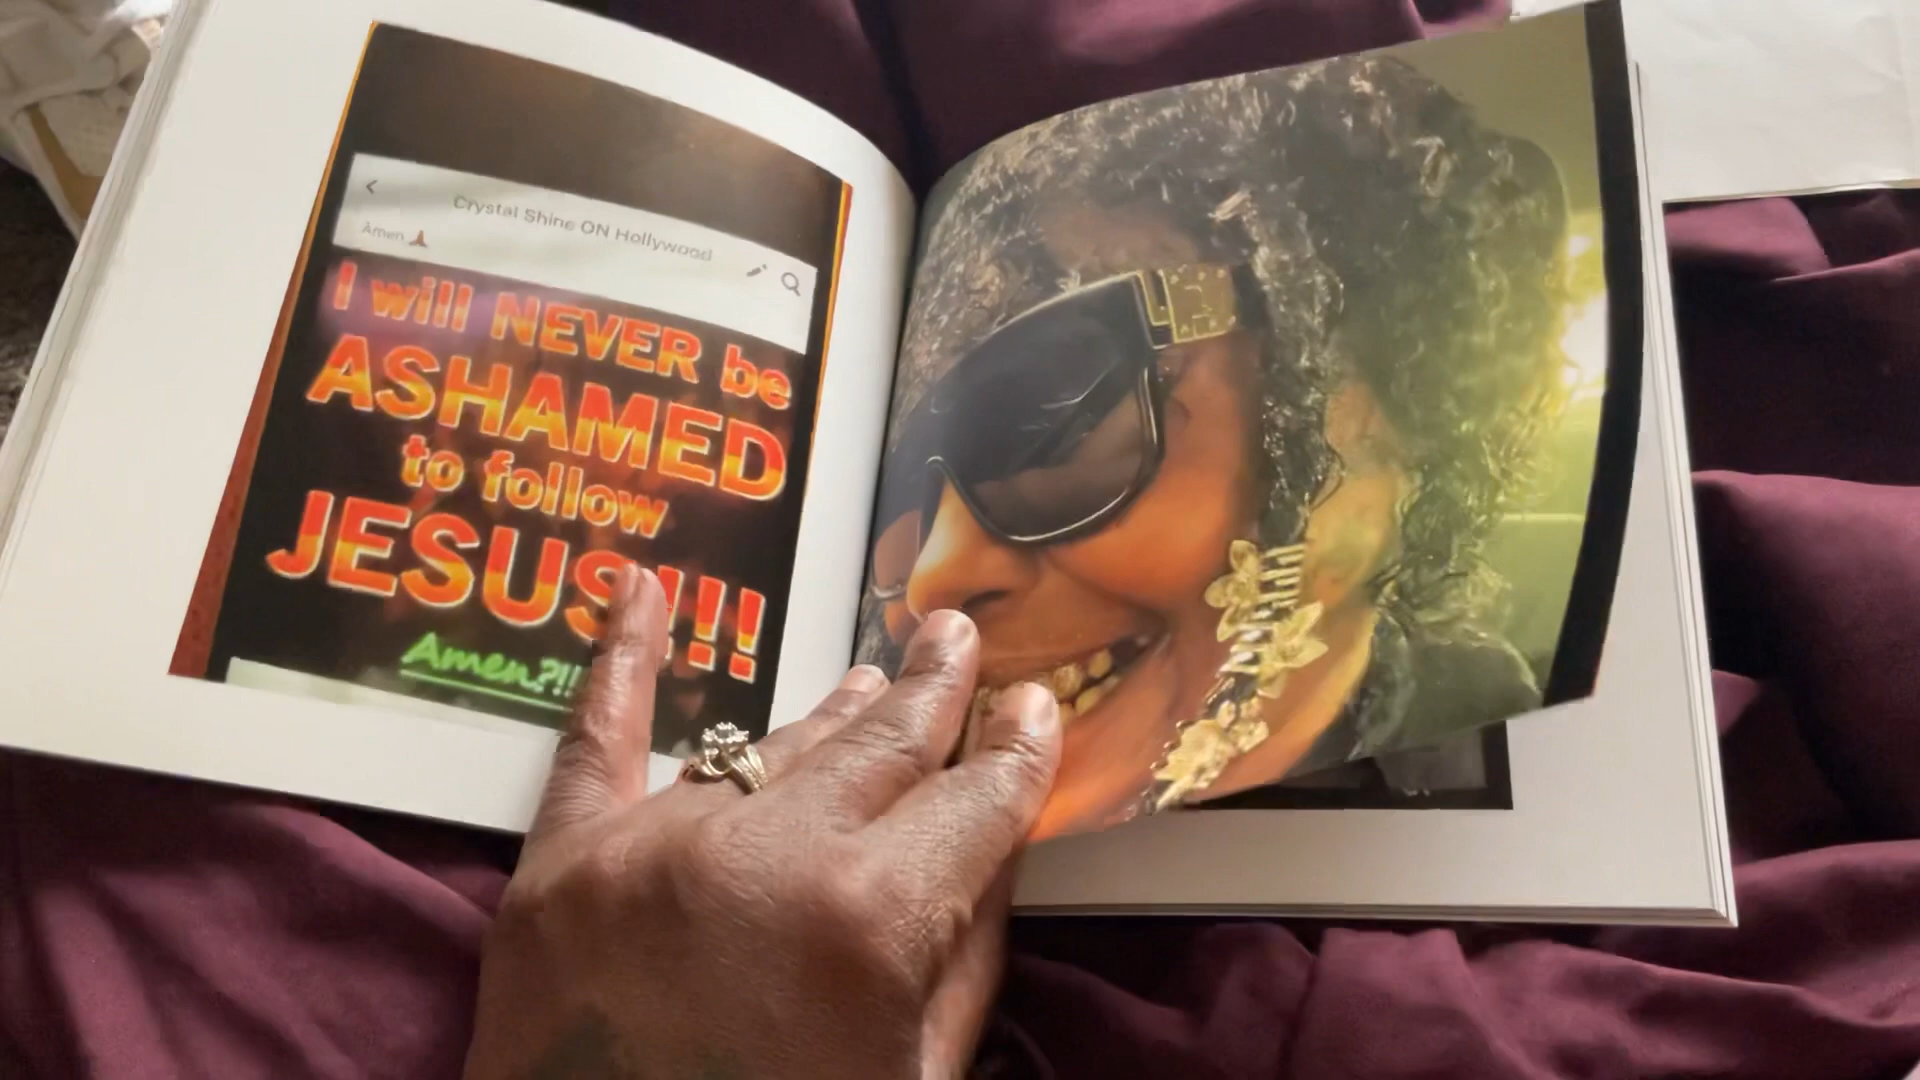 Crystal Shine ON Hollywood
Amen 🙏
I will NEVER be
ASHAMED
to follow
JESUS!!!
Amen?!!